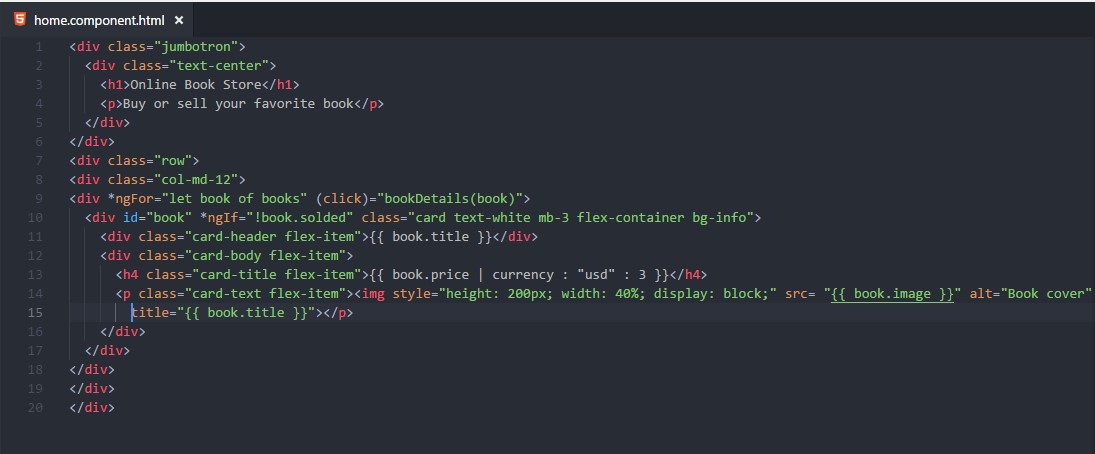 home.component.html ×
1 <div class="jumbotron">
2   <div class="text-center">
3     <h1>Online Book Store</h1>
4     <p>Buy or sell your favorite book</p>
5   </div>
6 </div>
7 <div class="row">
8 <div class="col-md-12">
9 <div *ngFor="let book of books" (click)="bookDetails(book)">
10   <div id="book" *ngIf="!book.solded" class="card text-white mb-3 flex-container bg-info">
11     <div class="card-header flex-item">{{ book.title }}</div>
12     <div class="card-body flex-item">
13       <h4 class="card-title flex-item">{{ book.price | currency : "usd" : 3 }}</h4>
14       <p class="card-text flex-item"><img style="height: 200px; width: 40%; display: block;" src= "{{ book.image }}" alt="Book cover"
15         title="{{ book.title }}"></p>
16     </div>
17   </div>
18 </div>
19 </div>
20 </div>